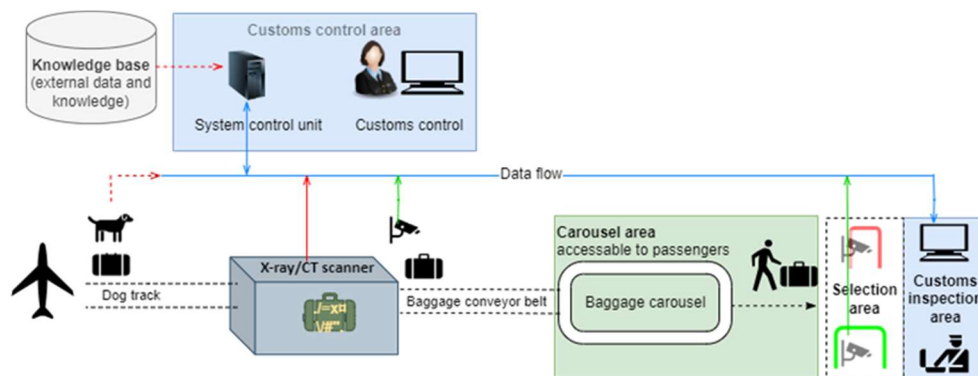 Customs control area
Knowledge base
(external data and
knowledge)
System control unit
Customs control
Data flow
Carousel area
accessable to passengers
X-ray/CT scanner
Dog track
Baggage conveyor belt
Baggage carousel
Selection
area
Customs
inspection
area